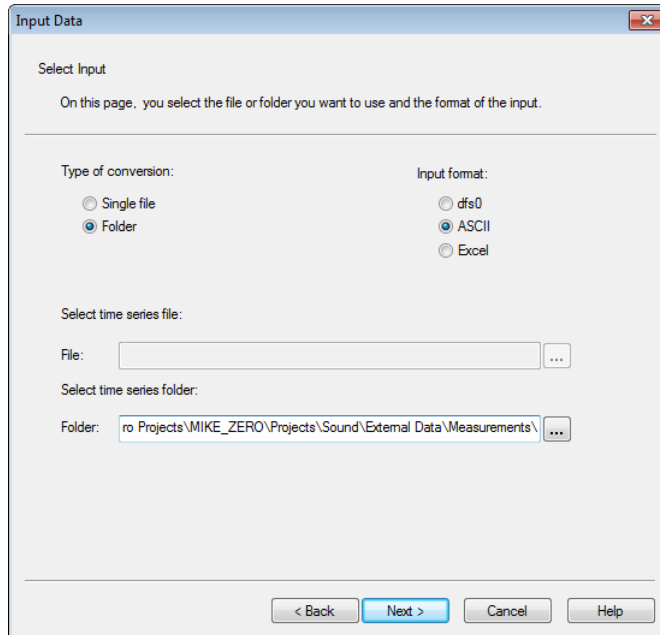 Input Data
Select Input
On this page, you select the file or folder you want to use and the format of the input.
Type of conversion:
Input format:
Single file
dfs0
Folder
ASCII
Excel
Select time series file:
File:
...
Select time series folder:
Folder:
ro Projects\MIKE_ZERO\Projects\Sound\External Data\Measurements\
...
< Back
Next >
Cancel
Help